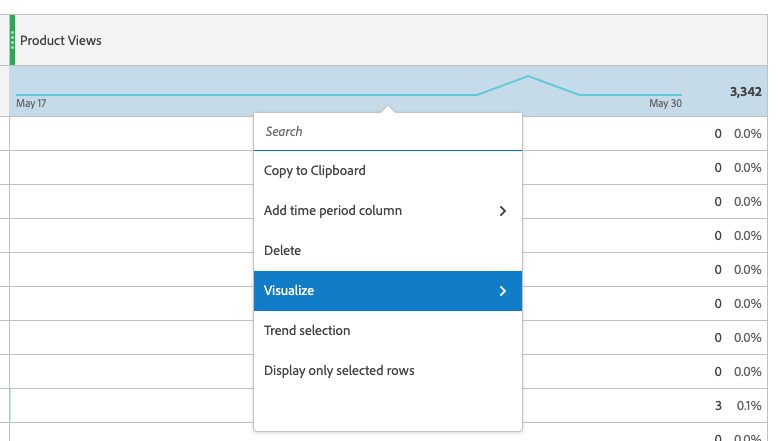 Product Views
May 17
May 30
3,342
Search
0 0.0%
Copy to Clipboard
0 0.0%
Add time period column
0 0.0%
Delete
0 0.0%
Visualize
0 0.0%
0 0.0%
Trend selection
0 0.0%
Display only selected rows
0 0.0%
3 0.1%
0 0.0%